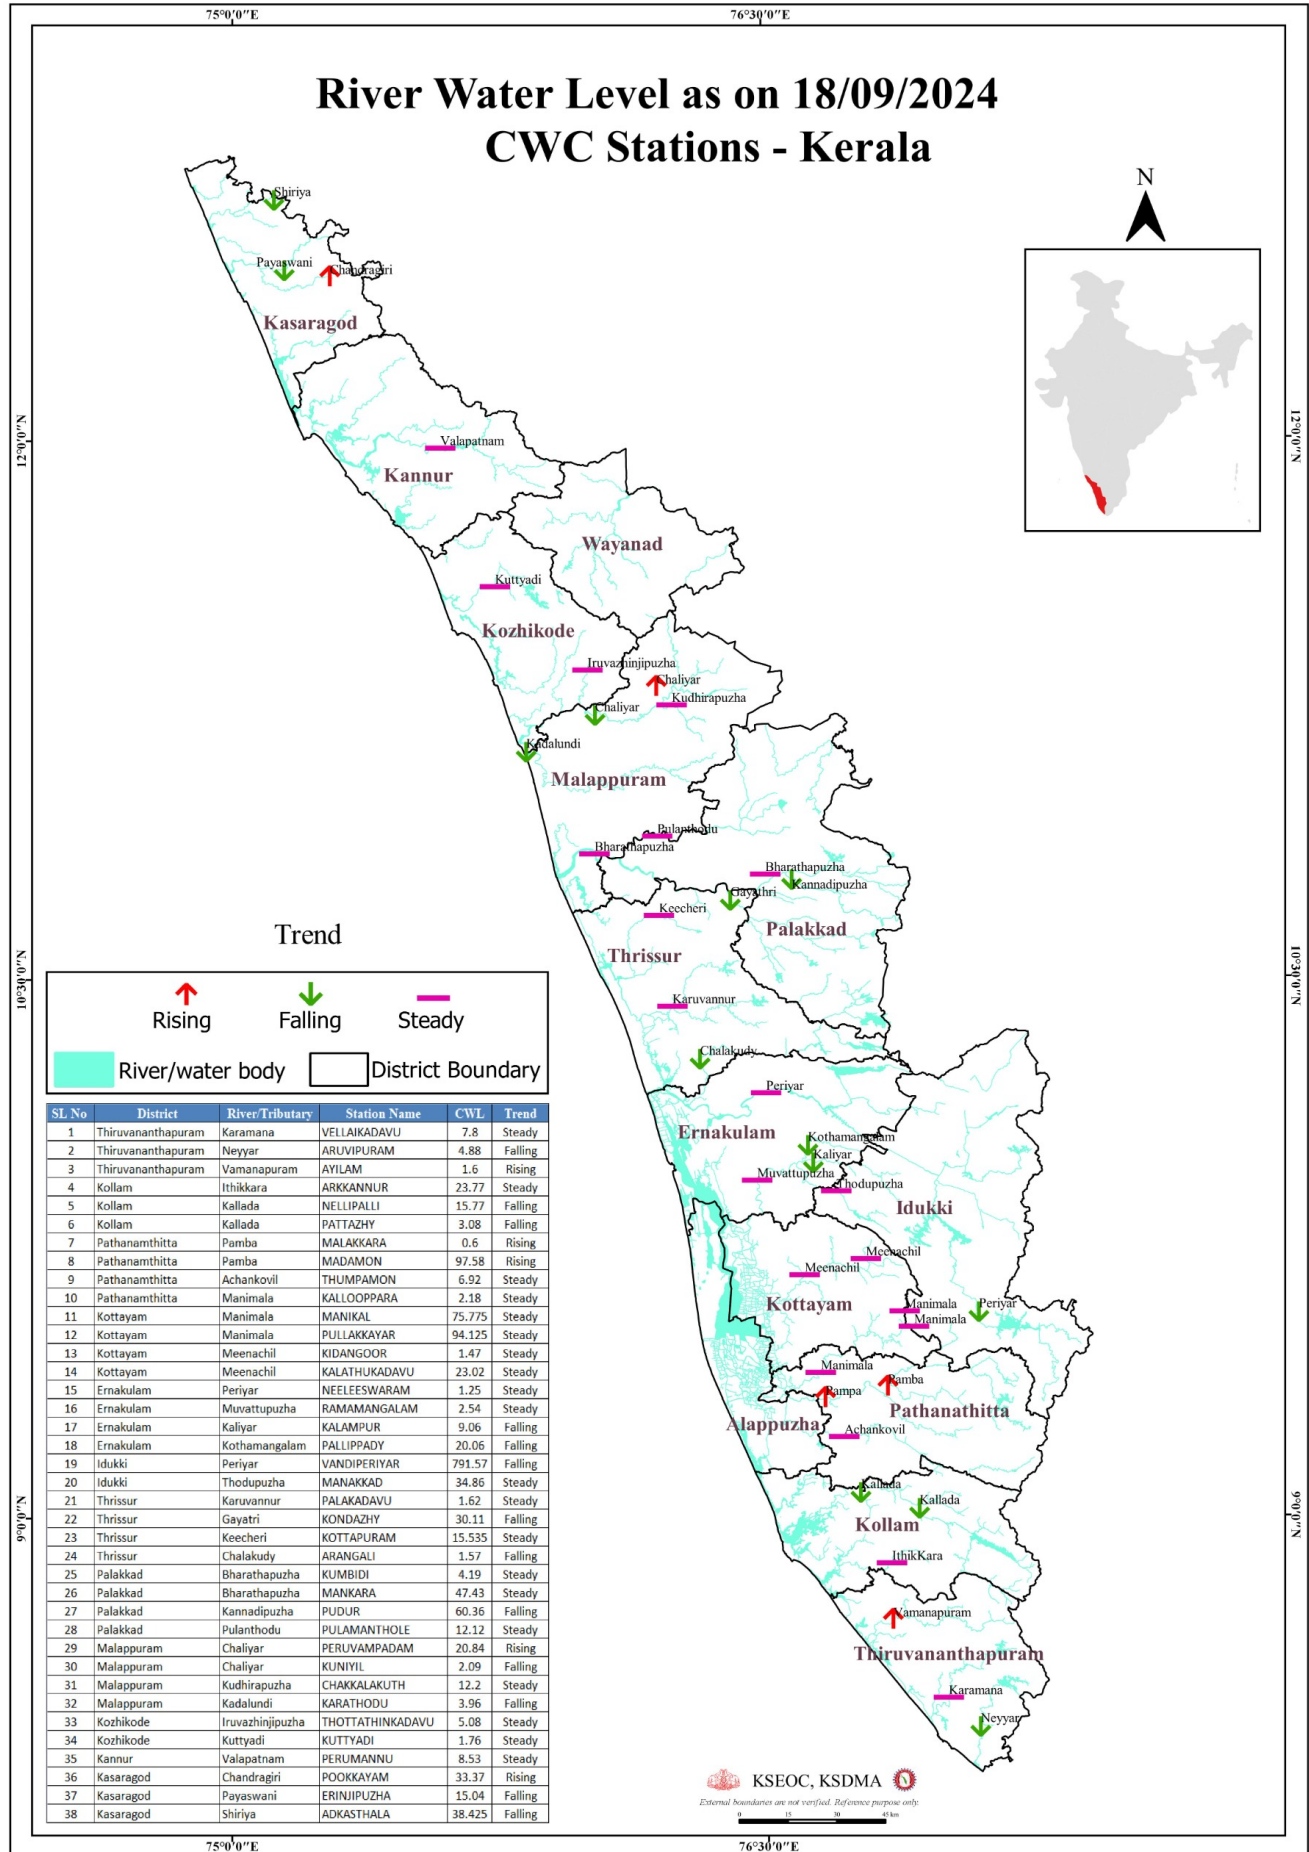 75°0'0"E 76°30'0"E
River Water Level as on 18/09/2024
CWC Stations - Kerala
N
Shiriya
Payaswani
Chandragiri
Kasaragod
12°0'0"N
12°0'0"N
Valapatnam
Kannur
Wayanad
Kuttyadi
Kozhikode
Iruvazhinjipuzha
Chaliyar
Kudhirapuzha
Chaliyar
Kadalundi
Malappuram
Pulanthodu
Bharathapuzha
Bharathapuzha
Kannadipuzha
Gayathri
Keecheri
Palakkad
Thrissur
10°30'0"N
10°30'0"N
Karuvannur
Chalakudy
Periyar
Ernakulam
Kothamangalam
Kaliyar
Muvattupuzha
Thodupuzha
Idukki
Meenachil
Meenachil
Kottayam
Manimala
Periyar
Manimala
Manimala
Pamba
Pampa
Pathanathitta
Alappuzha
Achankovil
Kallada
Kallada
Kollam
9°0'0"N
9°0'0"N
IthikKara
Vamanapuram
Thiruvananthapuram
Karamana
Neyyar
Trend
Rising Falling Steady
River/water body District Boundary
SL No District River/Tributary Station Name CWL Trend
1 Thiruvananthapuram Karamana VELLAIKADAVU 7.8 Steady
2 Thiruvananthapuram Neyyar ARUVIPURAM 4.88 Falling
3 Thiruvananthapuram Vamanapuram AYILAM 1.6 Rising
4 Kollam Ithikkara ARKKANNUR 23.77 Steady
5 Kollam Kallada NELLIPALLI 15.77 Falling
6 Kollam Kallada PATTAZHY 3.08 Falling
7 Pathanamthitta Pamba MALAKKARA 0.6 Rising
8 Pathanamthitta Pamba MADAMON 97.58 Rising
9 Pathanamthitta Achankovil THUMPAMON 6.92 Steady
10 Pathanamthitta Manimala KALLOOPPARA 2.18 Steady
11 Kottayam Manimala MANIKAL 75.775 Steady
12 Kottayam Manimala PULLAKKAYAR 94.125 Steady
13 Kottayam Meenachil KIDANGOOR 1.47 Steady
14 Kottayam Meenachil KALATHUKADAVU 23.02 Steady
15 Ernakulam Periyar NEELEESWARAM 1.25 Steady
16 Ernakulam Muvattupuzha RAMAMANGALAM 2.54 Steady
17 Ernakulam Kaliyar KALAMPUR 9.06 Falling
18 Ernakulam Kothamangalam PALLIPPADY 20.06 Falling
19 Idukki Periyar VANDIPERIYAR 791.57 Falling
20 Idukki Thodupuzha MANAKKAD 34.86 Steady
21 Thrissur Karuvannur PALAKADAVU 1.62 Steady
22 Thrissur Gayatri KONDAZHY 30.11 Falling
23 Thrissur Keecheri KOTTAPURAM 15.535 Steady
24 Thrissur Chalakudy ARANGALI 1.57 Falling
25 Palakkad Bharathapuzha KUMBIDI 4.19 Steady
26 Palakkad Bharathapuzha MANKARA 47.43 Steady
27 Palakkad Kannadipuzha PUDUR 60.36 Falling
28 Palakkad Pulanthodu PULAMANTHOLE 12.12 Steady
29 Malappuram Chaliyar PERUVAMPADAM 20.84 Rising
30 Malappuram Chaliyar KUNIYIL 2.09 Falling
31 Malappuram Kudhirapuzha CHAKKALAKUTH 12.2 Steady
32 Malappuram Kadalundi KARATHODU 3.96 Falling
33 Kozhikode Iruvazhinjipuzha THOTTATHINKADAVU 5.08 Steady
34 Kozhikode Kuttyadi KUTTYADI 1.76 Steady
35 Kannur Valapatnam PERUMANNU 8.53 Steady
36 Kasaragod Chandragiri POOKKAYAM 33.37 Rising
37 Kasaragod Payaswani ERINJIPUZHA 15.04 Falling
38 Kasaragod Shiriya ADKASTHALA 38.425 Falling
KSEOC, KSDMA
External boundaries are not verified. Reference purpose only.
0 15 30 45 km
75°0'0"E 76°30'0"E